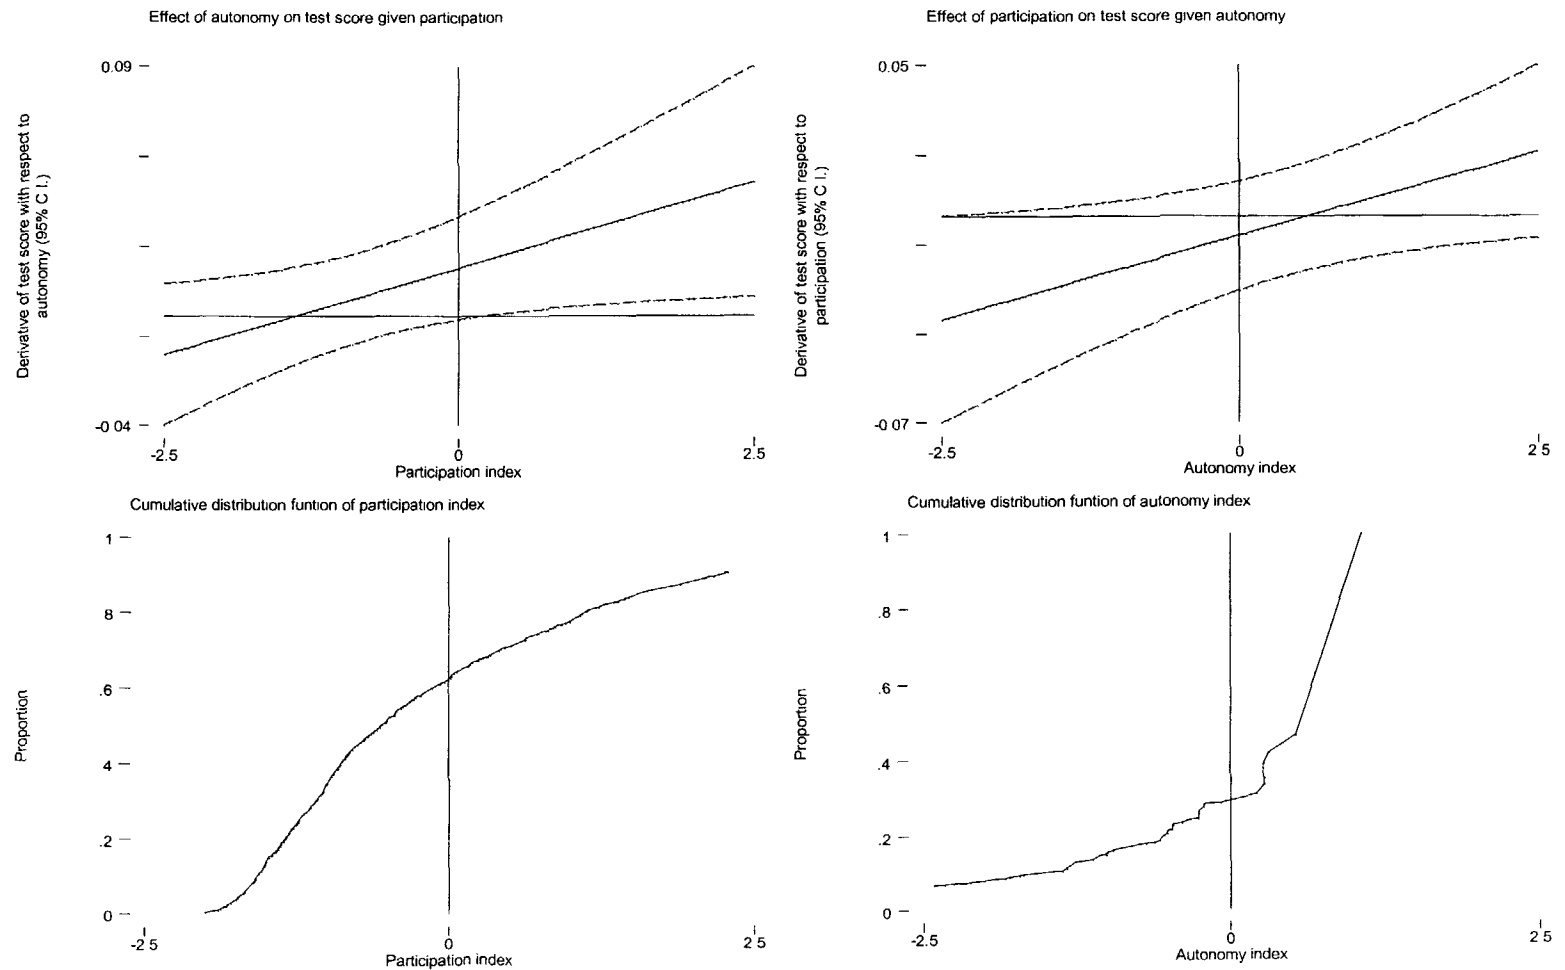 Effect of autonomy on test score given participation
0.09
Derivative of test score with respect to
autonomy (95% C I.)
-0 04
-2.5
0
2 5
Participation index
Effect of participation on test score given autonomy
0.05
Derivative of test score with respect to
participation (95% C I.)
-0 07
-2.5
0
2 5
Autonomy index
Cumulative distribution funtion of participation index
1
8
.6
4
.2
0
Proportion
-2 5
0
2 5
Participation index
Cumulative distribution funtion of autonomy index
1
.8
.6
.4
.2
0
Proportion
-2.5
0
2 5
Autonomy index